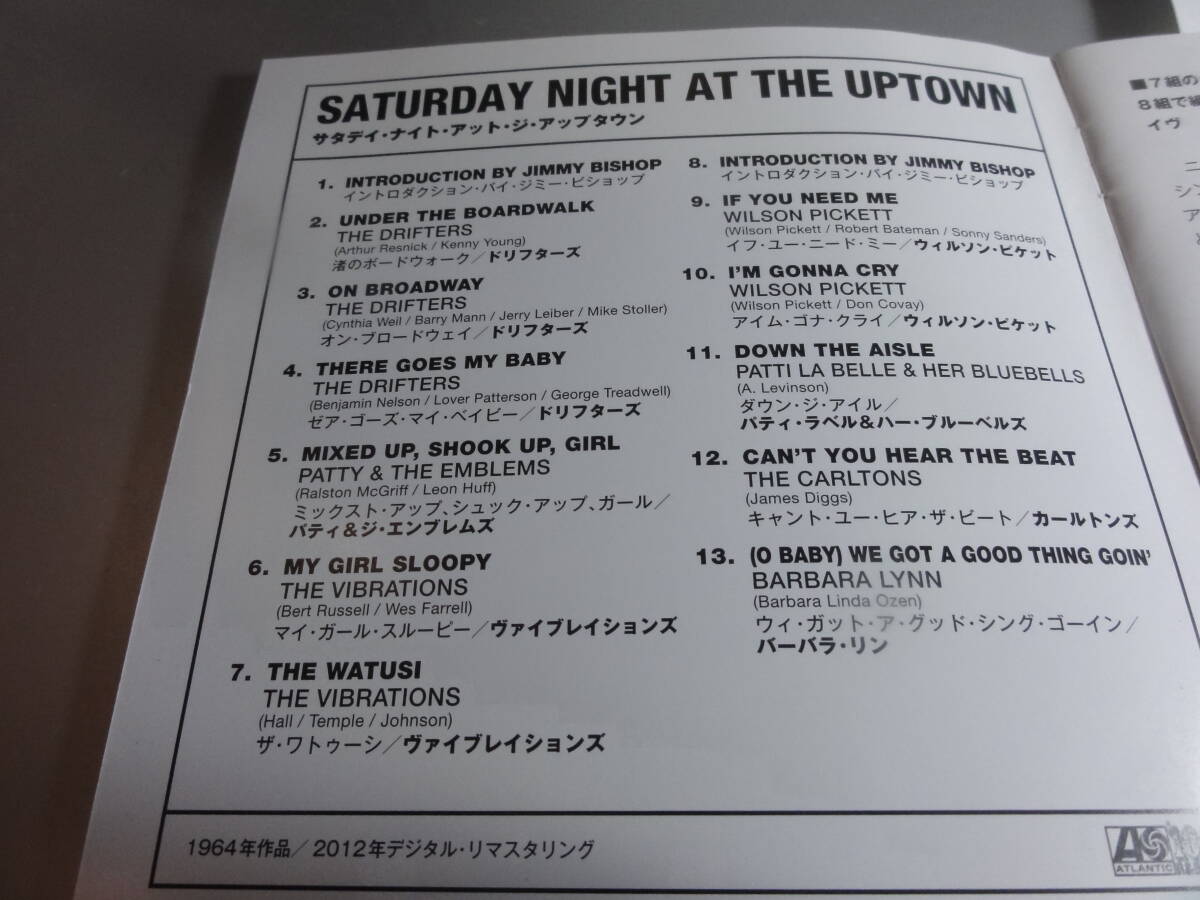 SATURDAY NIGHT AT THE UPTOWN
サタデイ・ナイト・アット・ジ・アップタウン
1. INTRODUCTION BY JIMMY BISHOP
イントロダクション・バイ・ジミー・ビショップ
2. UNDER THE BOARDWALK
THE DRIFTERS
(Arthur Resnick / Kenny Young)
渚のボードウォーク／ドリフターズ
3. ON BROADWAY
THE DRIFTERS
(Cynthia Weil / Barry Mann / Jerry Leiber / Mike Stoller)
オン・ブロードウェイ／ドリフターズ
4. THERE GOES MY BABY
THE DRIFTERS
(Benjamin Nelson / Lover Patterson / George Treadwell)
ゼア・ゴーズ・マイ・ベイビー／ドリフターズ
5. MIXED UP, SHOOK UP, GIRL
PATTY & THE EMBLEMS
(Ralston McGriff / Leon Huff)
ミックスト・アップ、シュック・アップ、ガール／
パティ&ジ・エンブレムズ
6. MY GIRL SLOOPY
THE VIBRATIONS
(Bert Russell / Wes Farrell)
マイ・ガール・スルーピー／ヴァイブレイションズ
7. THE WATUSI
THE VIBRATIONS
(Hall / Temple / Johnson)
ザ・ワトゥーシ／ヴァイブレイションズ
8. INTRODUCTION BY JIMMY BISHOP
イントロダクション・バイ・ジミー・ビショップ
9. IF YOU NEED ME
WILSON PICKETT
(Wilson Pickett / Robert Bateman / Sonny Sanders)
イフ・ユー・ニード・ミー／ウィルソン・ピケット
10. I'M GONNA CRY
WILSON PICKETT
(Wilson Pickett / Don Covay)
アイム・ゴナ・クライ／ウィルソン・ピケット
11. DOWN THE AISLE
PATTI LA BELLE & HER BLUEBELLS
(A. Levinson)
ダウン・ジ・アイル／
パティ・ラベル&ハー・ブルーベルズ
12. CAN'T YOU HEAR THE BEAT
THE CARLTONS
(James Diggs)
キャント・ユー・ヒア・ザ・ビート／カールトンズ
13. (O BABY) WE GOT A GOOD THING GOIN'
BARBARA LYNN
(Barbara Linda Ozen)
ウィ・ガット・ア・グッド・シング・ゴーイン／
バーバラ・リン
1964年作品／2012年デジタル・リマスタリング
ATLANTIC
■7組の
8組で
イヴ
シ
ア